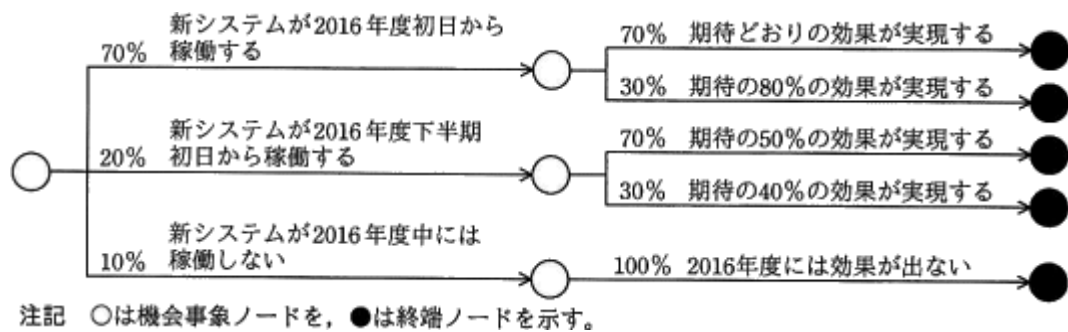 新システムが2016年度初日から
70% 稼働する
70% 期待どおりの効果が実現する
30% 期待の80%の効果が実現する
新システムが2016年度下半期
20% 初日から稼働する
70% 期待の50%の効果が実現する
30% 期待の40%の効果が実現する
新システムが2016年度中には
10% 稼働しない
100% 2016年度には効果が出ない
注記 ○は機会事象ノードを，●は終端ノードを示す。